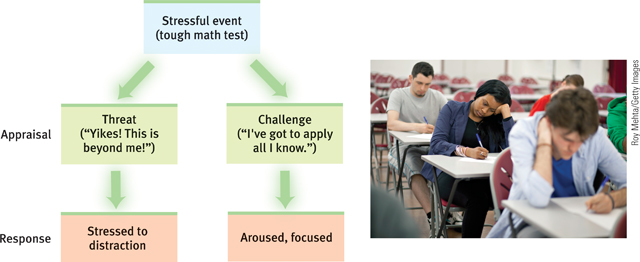 Stressful event
(tough math test)
Appraisal
Threat
(“Yikes! This is
beyond me!”)
Challenge
(“I've got to apply
all I know.”)
Response
Stressed to
distraction
Aroused, focused
Roy Mehta/Getty Images